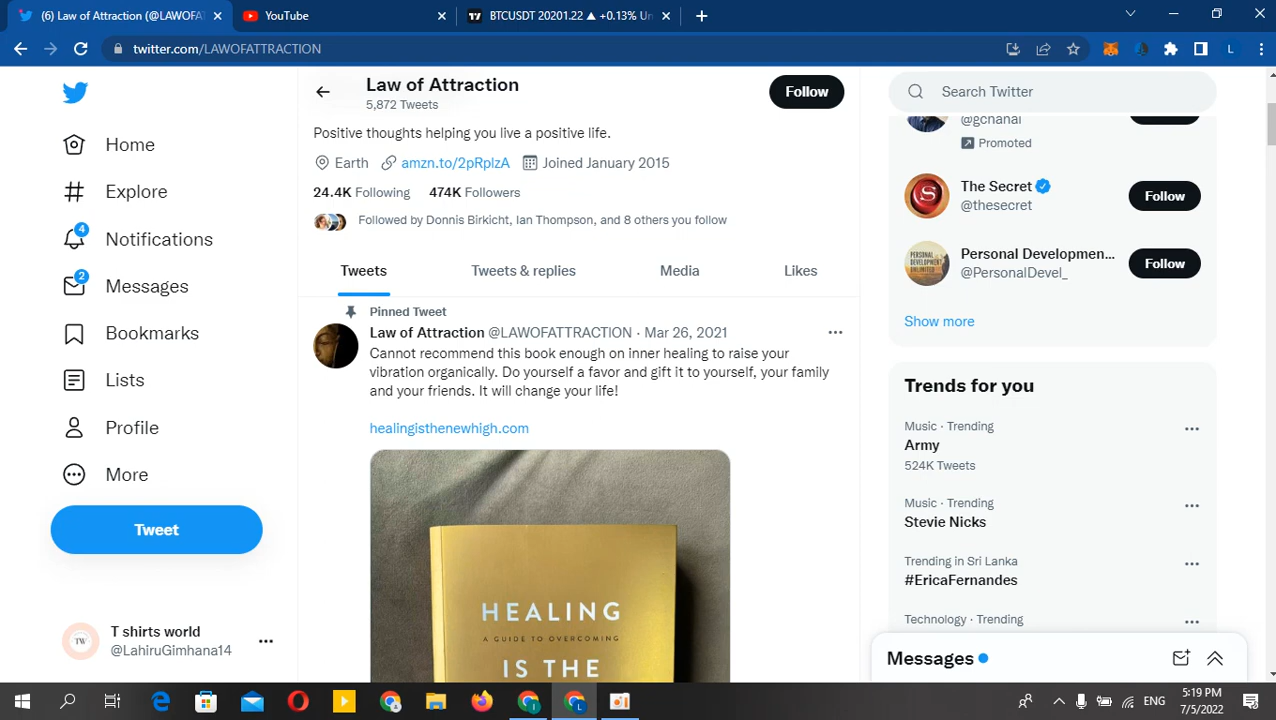 (6) Law of Attraction (@LAWOFA
YouTube
BTCUSDT 20201.22 ▲ +0.13% Un
twitter.com/LAWOFATTRACTION
L
Home
Explore
4
Notifications
2
Messages
Bookmarks
Lists
Profile
More
Tweet
TW
T shirts world
@LahiruGimhana14
Law of Attraction
5,872 Tweets
Follow
Positive thoughts helping you live a positive life.
Earth amzn.to/2pRplzA Joined January 2015
24.4K Following 474K Followers
Followed by Donnis Birkicht, Ian Thompson, and 8 others you follow
Tweets Tweets & replies Media Likes
Pinned Tweet
Law of Attraction @LAWOFATTRACTION · Mar 26, 2021
Cannot recommend this book enough on inner healing to raise your
vibration organically. Do yourself a favor and gift it to yourself, your family
and your friends. It will change your life!
healingisthenewhigh.com
HEALING
A GUIDE TO OVERCOMING
IS THE
Search Twitter
@gchahal
Promoted
The Secret
@thesecret
Follow
Personal Developmen...
@PersonalDevel_
Follow
Show more
Trends for you
Music · Trending
Army
524K Tweets
Music · Trending
Stevie Nicks
Trending in Sri Lanka
#EricaFernandes
Technology · Trending
Messages
ENG
5:19 PM
7/5/2022